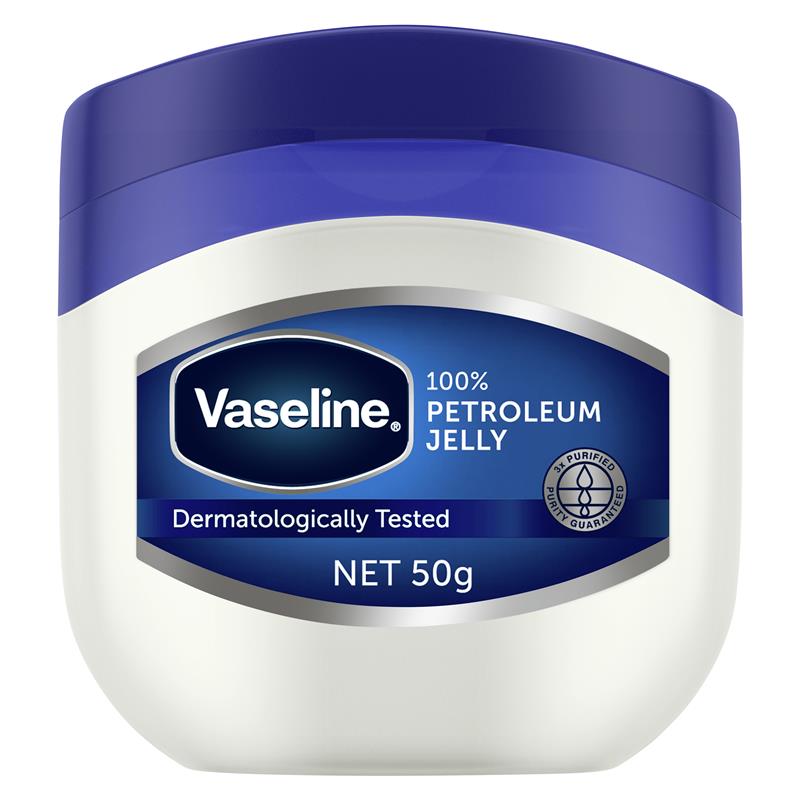 Vaseline®
100%
PETROLEUM
JELLY
3x PURIFIED
PURITY GUARANTEED
Dermatologically Tested
NET 50g